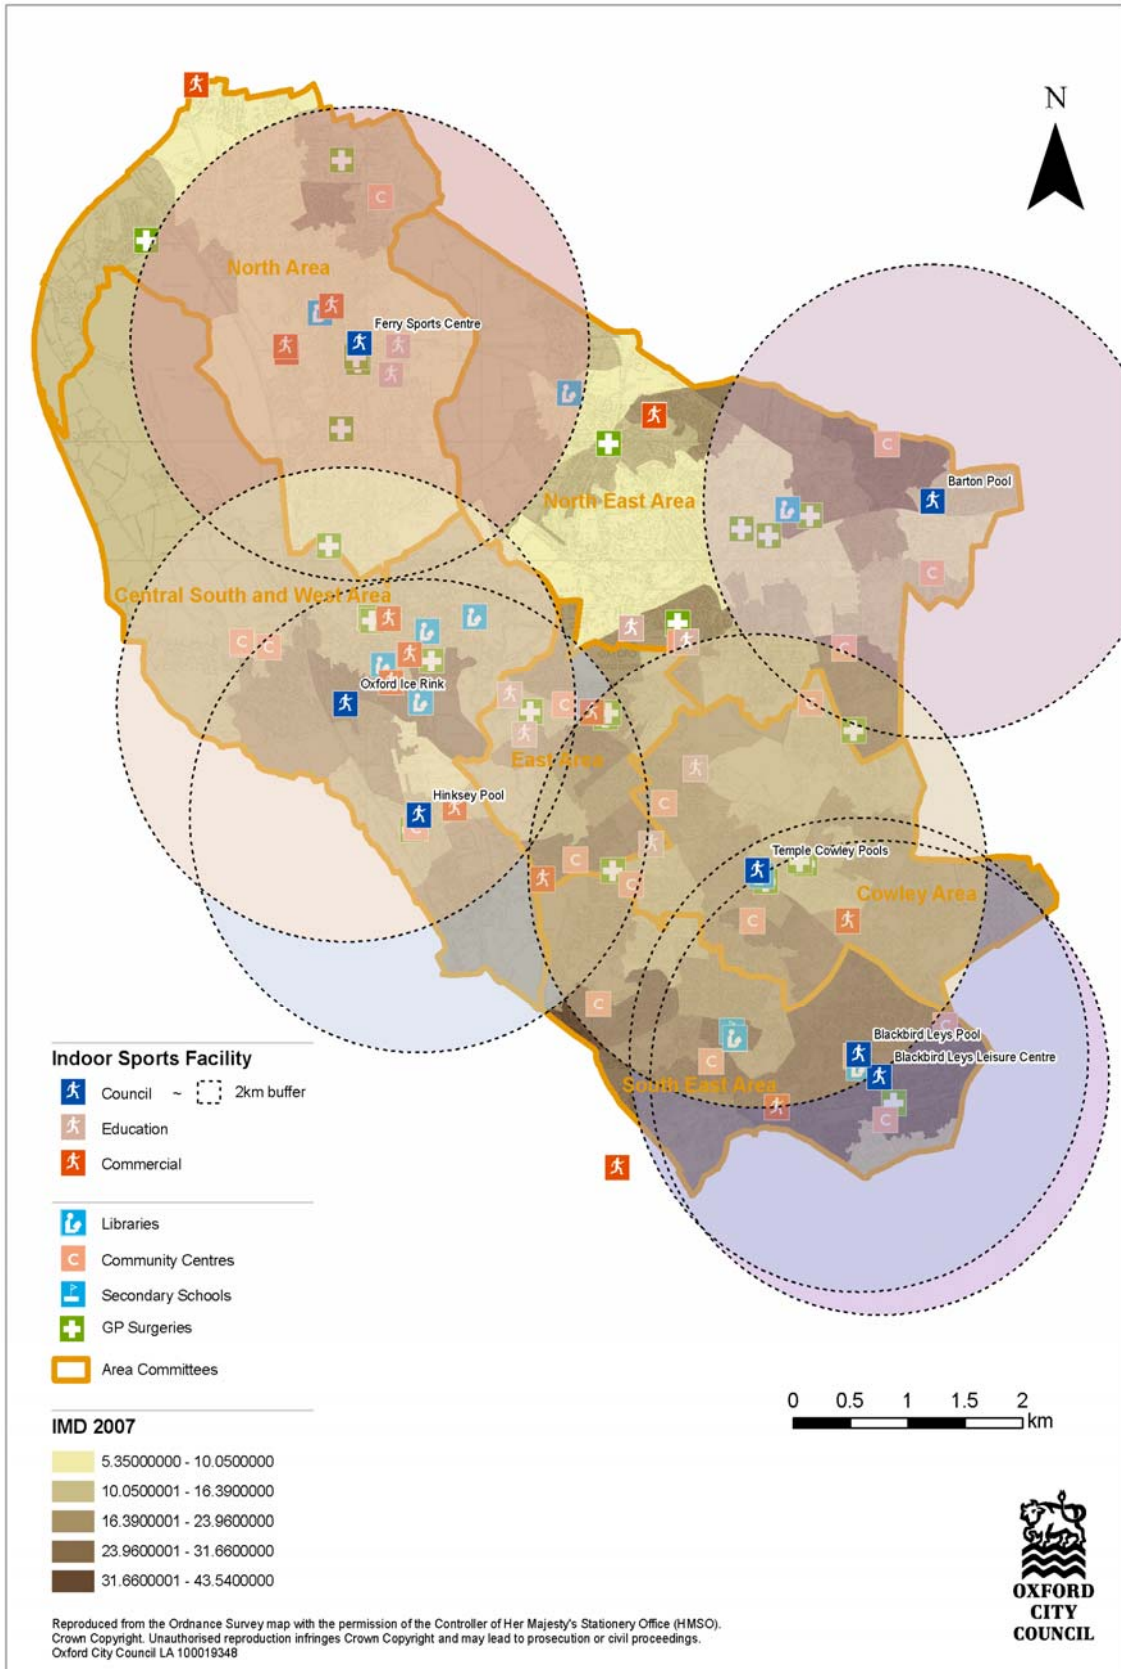 N
North Area
Ferry Sports Centre
Barton Pool
North East Area
Central South and West Area
Oxford Ice Rink
East Area
Hinksey Pool
Temple Cowley Pools
Cowley Area
Blackbird Leys Pool
Blackbird Leys Leisure Centre
South East Area
Indoor Sports Facility
Council ~ 2km buffer
Education
Commercial
Libraries
C Community Centres
Secondary Schools
GP Surgeries
Area Committees
0 0.5 1 1.5 2
km
IMD 2007
5.35000000 - 10.0500000
10.0500001 - 16.3900000
16.3900001 - 23.9600000
23.9600001 - 31.6600000
31.6600001 - 43.5400000
OXFORD
CITY
COUNCIL
Reproduced from the Ordnance Survey map with the permission of the Controller of Her Majesty's Stationery Office (HMSO).
Crown Copyright. Unauthorised reproduction infringes Crown Copyright and may lead to prosecution or civil proceedings.
Oxford City Council LA 100019348